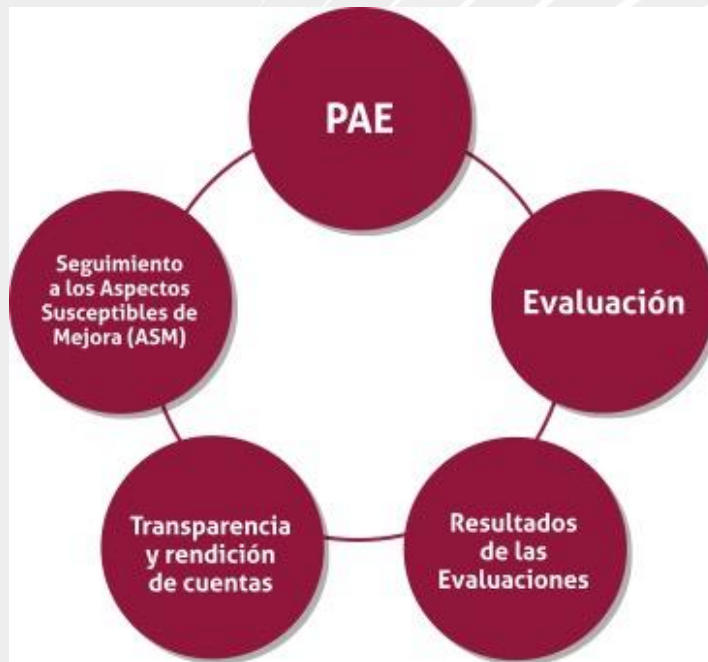 PAE
Evaluación
Resultados
de las
Evaluaciones
Transparencia
y rendición
de cuentas
Seguimiento
a los Aspectos
Susceptibles de
Mejora (ASM)